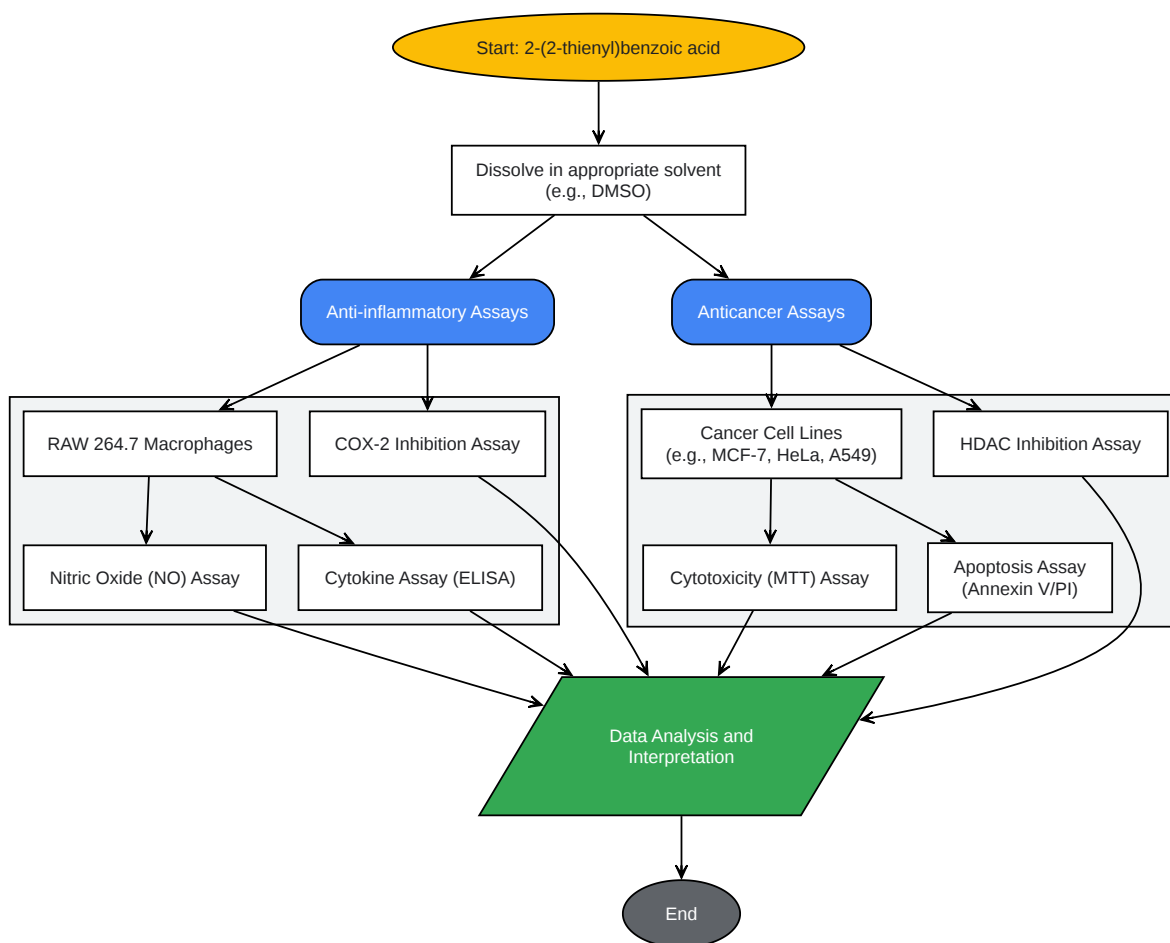 Start: 2-(2-thienyl)benzoic acid
Dissolve in appropriate solvent
(e.g., DMSO)
Anti-inflammatory Assays
Anticancer Assays
RAW 264.7 Macrophages
COX-2 Inhibition Assay
Cancer Cell Lines
(e.g., MCF-7, HeLa, A549)
HDAC Inhibition Assay
Nitric Oxide (NO) Assay
Cytokine Assay (ELISA)
Cytotoxicity (MTT) Assay
Apoptosis Assay
(Annexin V/PI)
Data Analysis and
Interpretation
End